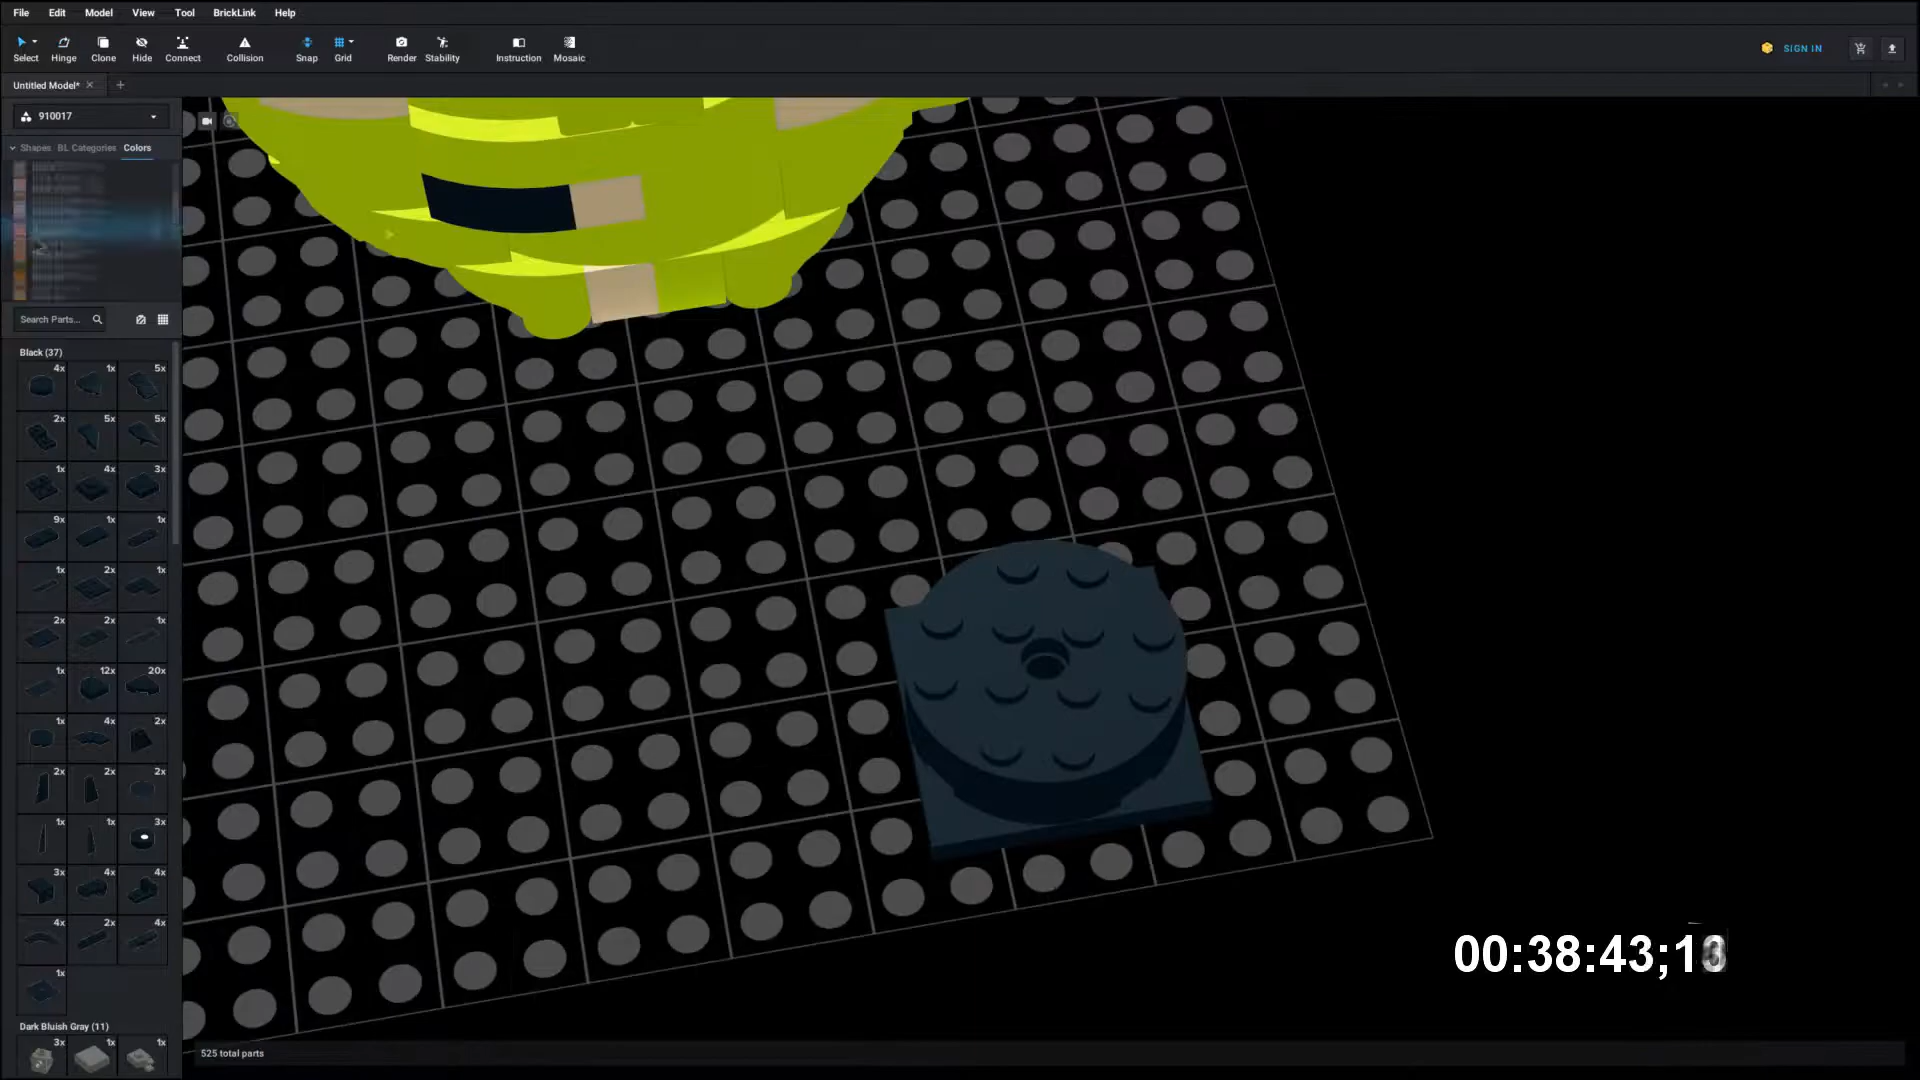 File Edit Model View Tool BrickLink Help
Select Hinge Clone Hide Connect Collision Snap Grid Render Stability Instruction Mosaic SIGN IN
Untitled Model*
910017
Shapes BL Categories Colors
Search Parts...
Black (37)
4x 1x 5x
2x 5x 5x
1x 4x 3x
9x 1x 1x
1x 2x 1x
2x 2x 1x
1x 12x 20x
1x 4x 2x
2x 2x 2x
1x 1x 3x
3x 4x 4x
4x 2x 4x
1x
Dark Bluish Gray (11)
3x 1x 1x
525 total parts